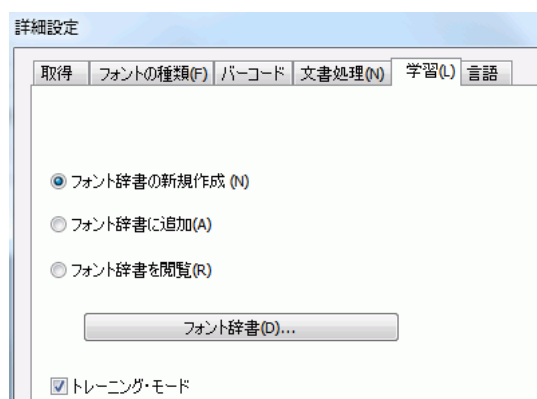 詳細設定
取得 フォントの種類(F) バーコード 文書処理(N) 学習(L) 言語
フォント辞書の新規作成 (N)
フォント辞書に追加(A)
フォント辞書を閲覧(R)
フォント辞書(D)...
トレーニング・モード